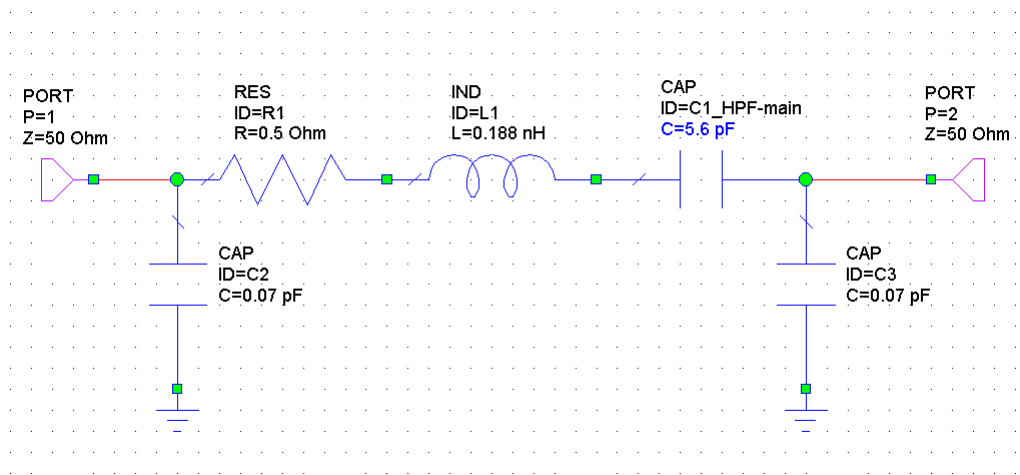 PORT
P=1
Z=50 Ohm
RES
ID=R1
R=0.5 Ohm
IND
ID=L1
L=0.188 nH
CAP
ID=C1_HPF-main
C=5.6 pF
PORT
P=2
Z=50 Ohm
CAP
ID=C2
C=0.07 pF
CAP
ID=C3
C=0.07 pF